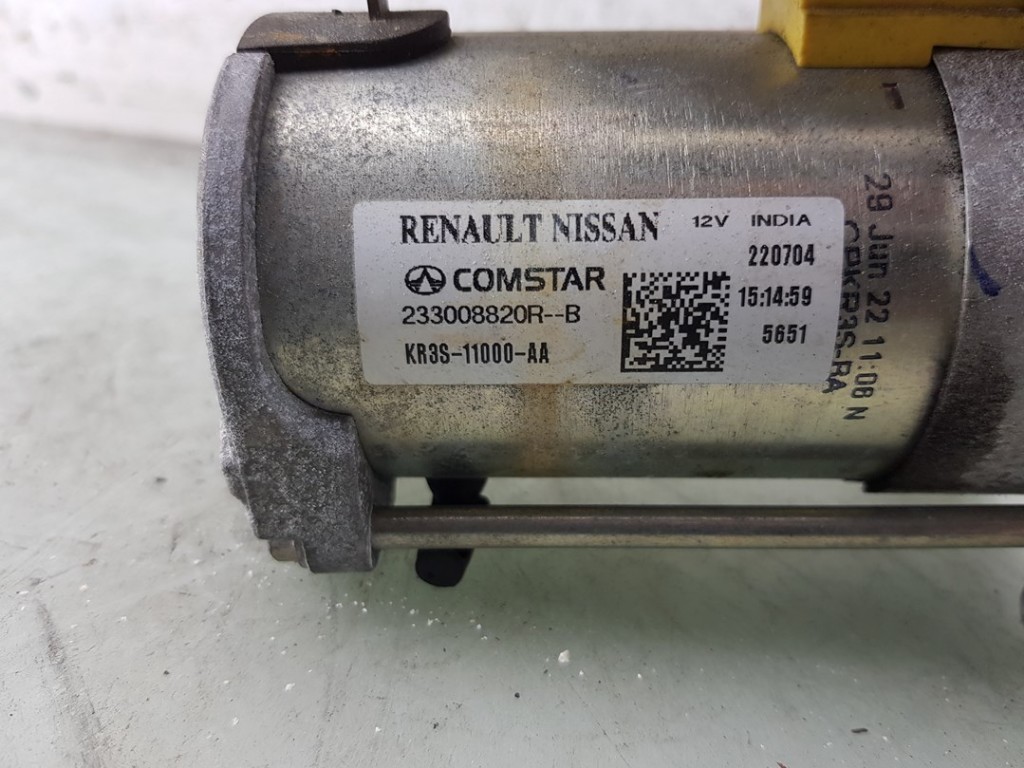 RENAULT NISSAN 12V INDIA
COMSTAR 220704
233008820R--B 15:14:59
KR3S-11000-AA 5651
29 Jun 22 11:08 N